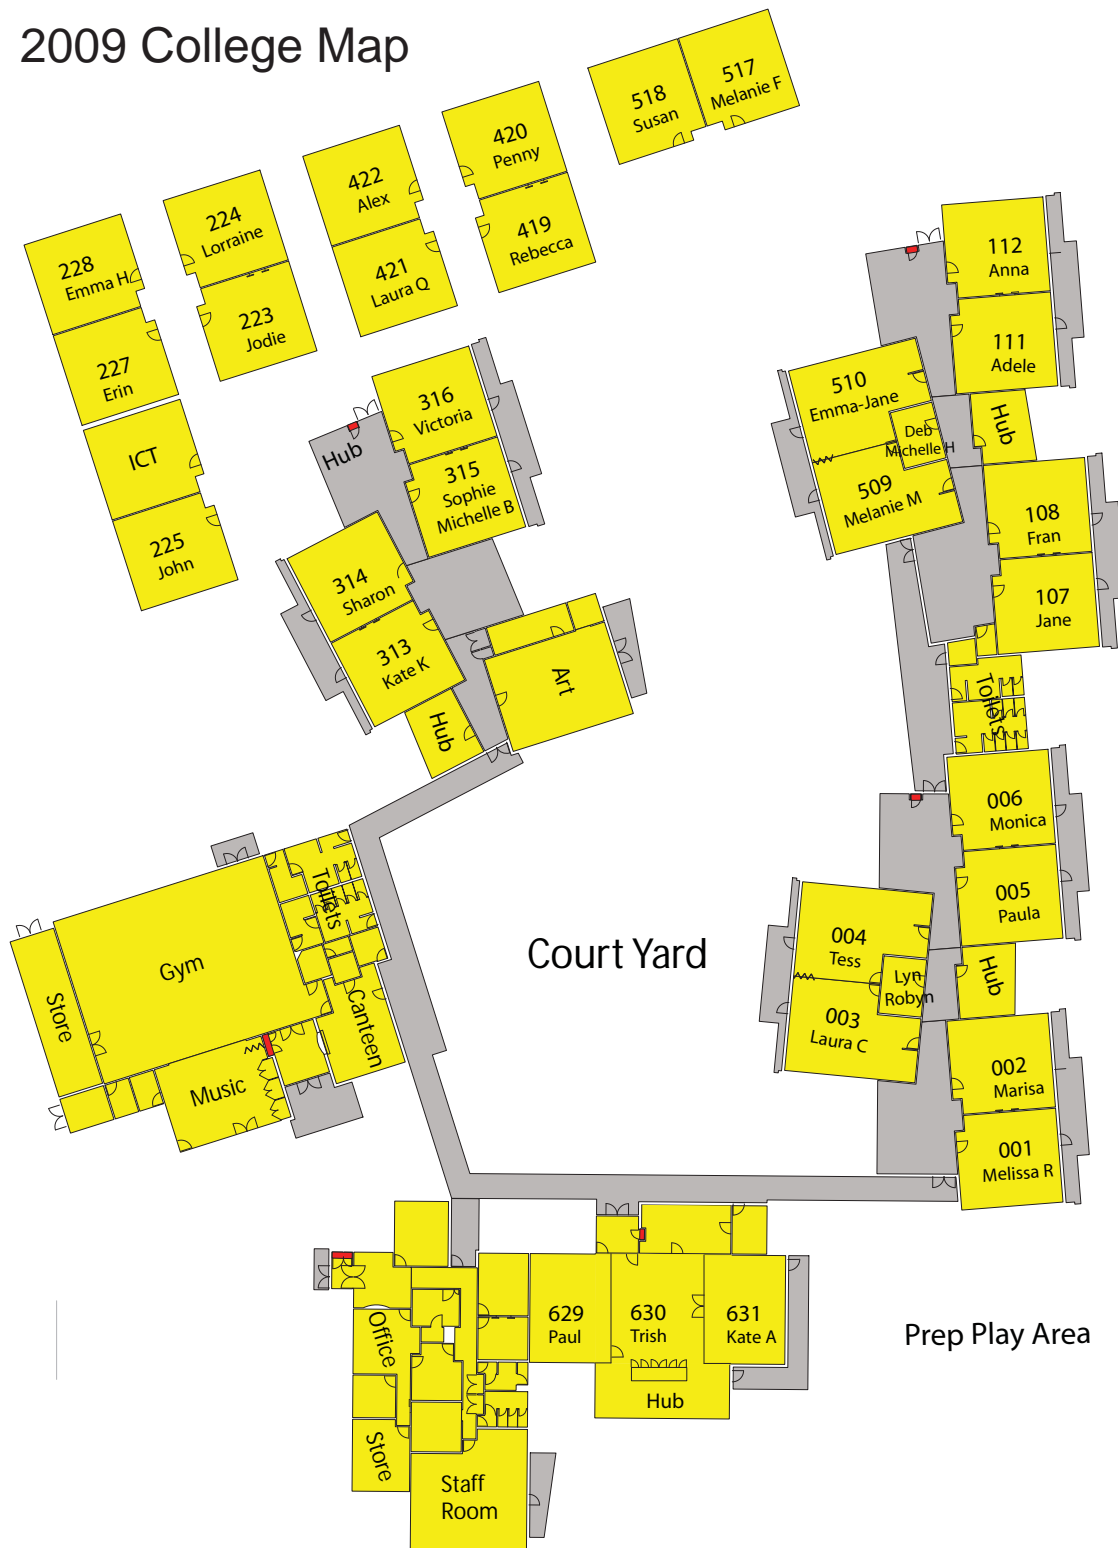 2009 College Map
517
Melanie F
518
Susan
420
Penny
419
Rebecca
422
Alex
421
Laura Q
224
Lorraine
223
Jodie
228
Emma H
227
Erin
ICT
225
John
112
Anna
111
Adele
510
Emma-Jane
Deb
Michelle H
Hub
509
Melanie M
108
Fran
107
Jane
Toilets
316
Victoria
Hub
315
Sophie
Michelle B
314
Sharon
313
Kate K
Art
Hub
006
Monica
005
Paula
004
Tess
Lyn
Robyn
Hub
003
Laura C
002
Marisa
001
Melissa R
Court Yard
Toilets
Gym
Store
Canteen
Music
629
Paul
630
Trish
631
Kate A
Hub
Office
Store
Staff
Room
Prep Play Area